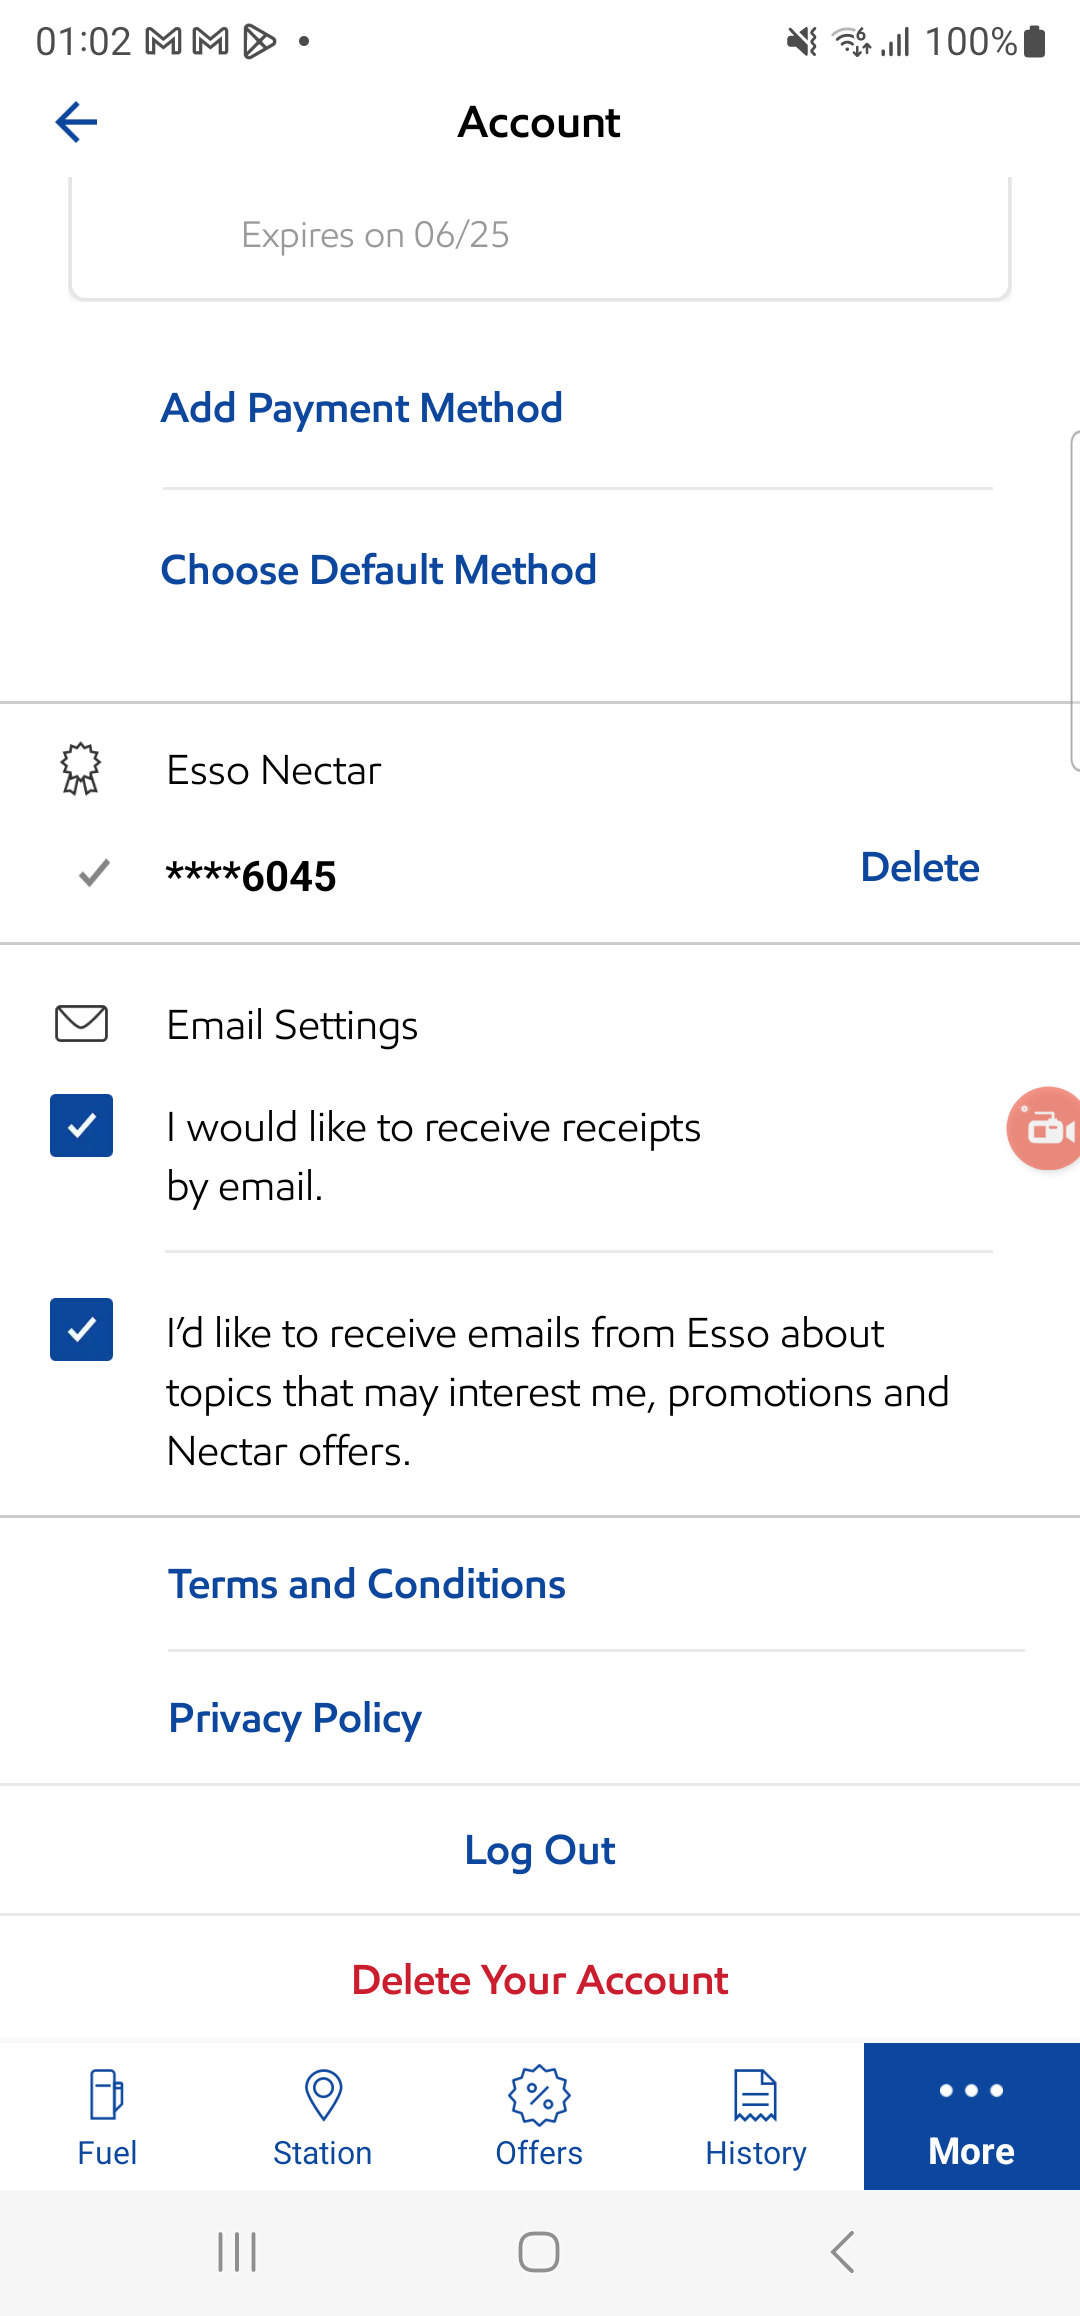 01:02
100%
Account
Expires on 06/25
Add Payment Method
Choose Default Method
Esso Nectar
****6045
Delete
Email Settings
I would like to receive receipts
by email.
I’d like to receive emails from Esso about
topics that may interest me, promotions and
Nectar offers.
Terms and Conditions
Privacy Policy
Log Out
Delete Your Account
Fuel
Station
Offers
History
More